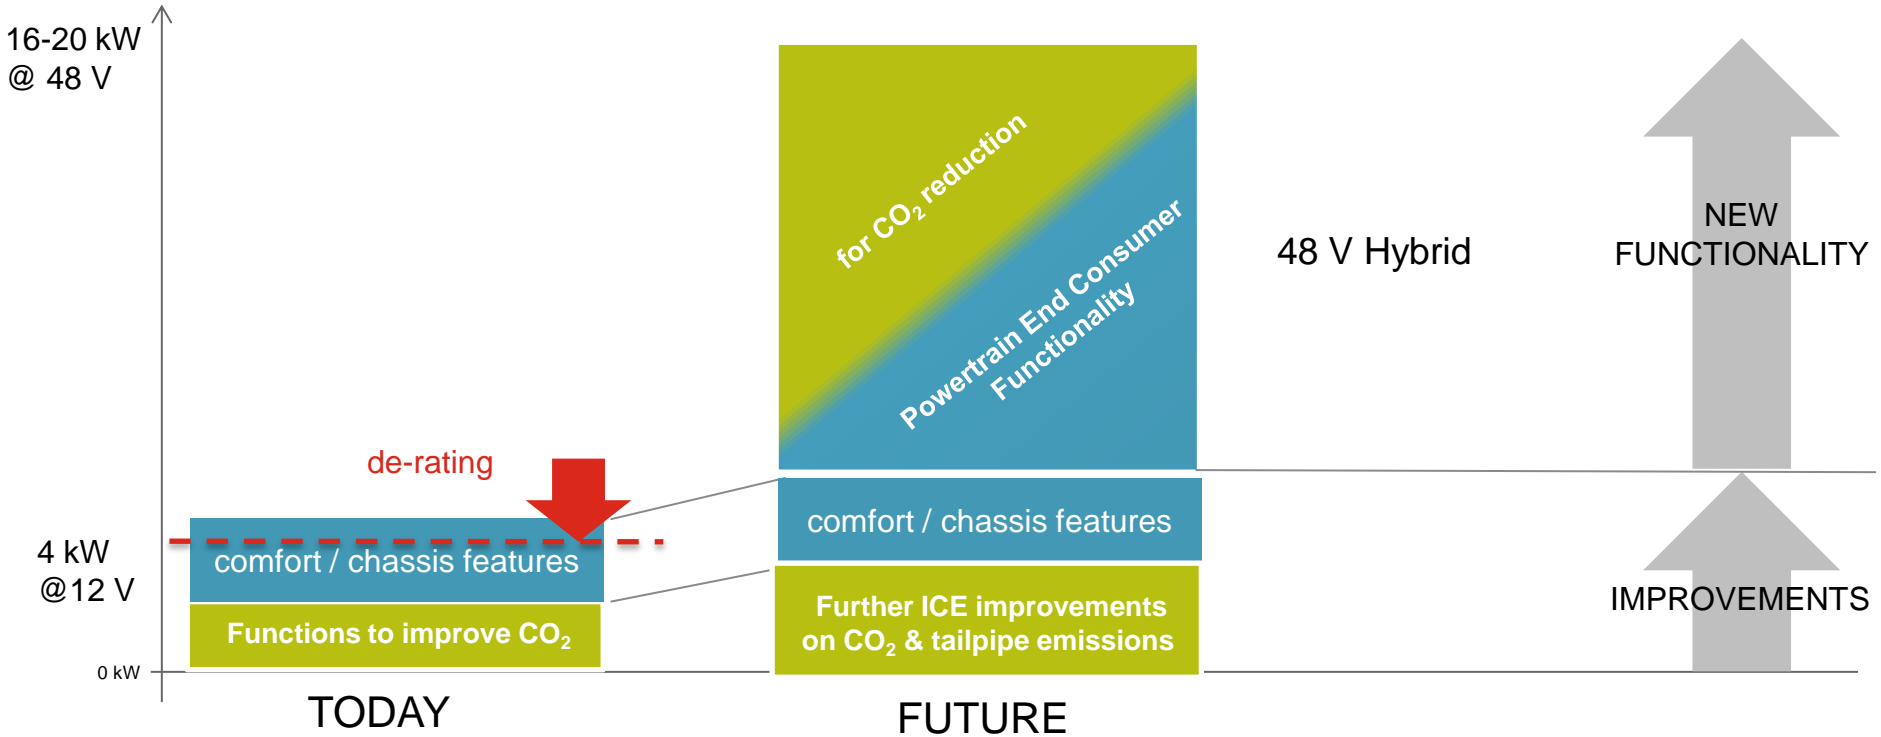 16-20 kW
@ 48 V
for CO₂ reduction
Powertrain End Consumer
Functionality
48 V Hybrid
NEW
FUNCTIONALITY
de-rating
4 kW
@12 V
comfort / chassis features
Functions to improve CO₂
comfort / chassis features
Further ICE improvements
on CO₂ & tailpipe emissions
IMPROVEMENTS
0 kW
TODAY
FUTURE